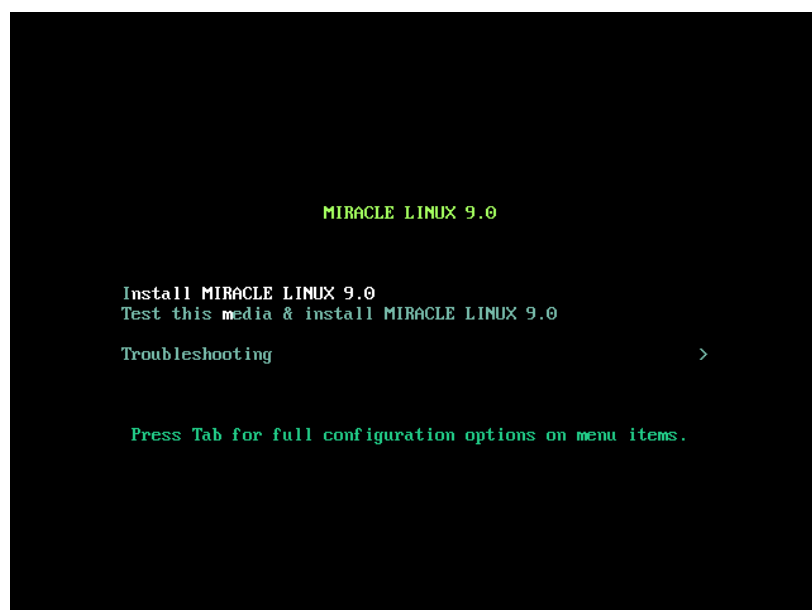 MIRACLE LINUX 9.0
Install MIRACLE LINUX 9.0
Test this media & install MIRACLE LINUX 9.0
Troubleshooting >
Press Tab for full configuration options on menu items.